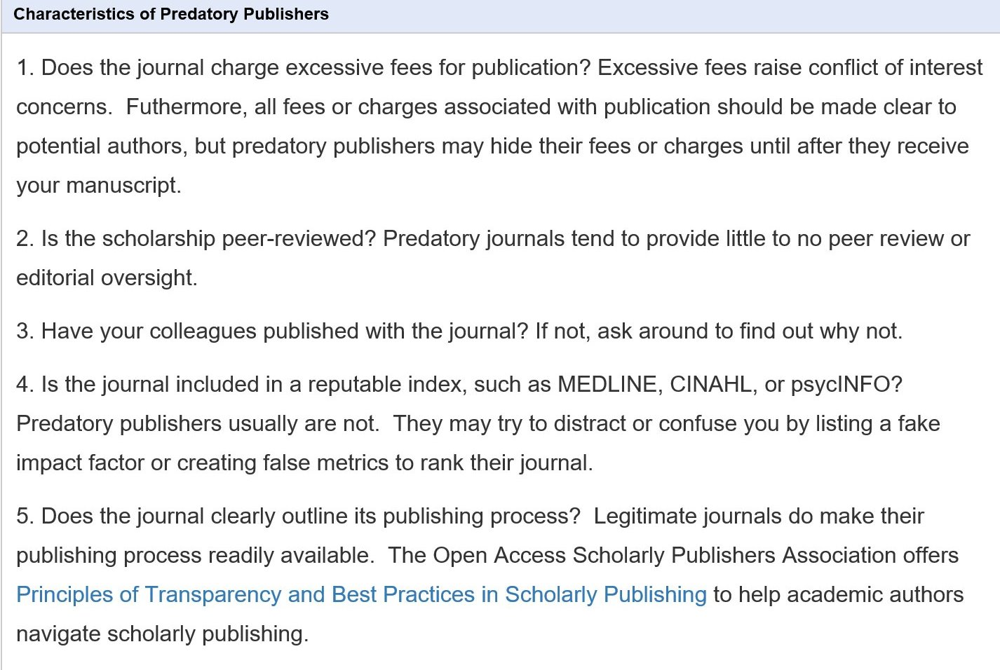 Characteristics of Predatory Publishers
1. Does the journal charge excessive fees for publication? Excessive fees raise conflict of interest
concerns.  Futhermore, all fees or charges associated with publication should be made clear to
potential authors, but predatory publishers may hide their fees or charges until after they receive
your manuscript.
2. Is the scholarship peer-reviewed? Predatory journals tend to provide little to no peer review or
editorial oversight.
3. Have your colleagues published with the journal? If not, ask around to find out why not.
4. Is the journal included in a reputable index, such as MEDLINE, CINAHL, or psycINFO?
Predatory publishers usually are not.  They may try to distract or confuse you by listing a fake
impact factor or creating false metrics to rank their journal.
5. Does the journal clearly outline its publishing process?  Legitimate journals do make their
publishing process readily available.  The Open Access Scholarly Publishers Association offers
Principles of Transparency and Best Practices in Scholarly Publishing to help academic authors
navigate scholarly publishing.